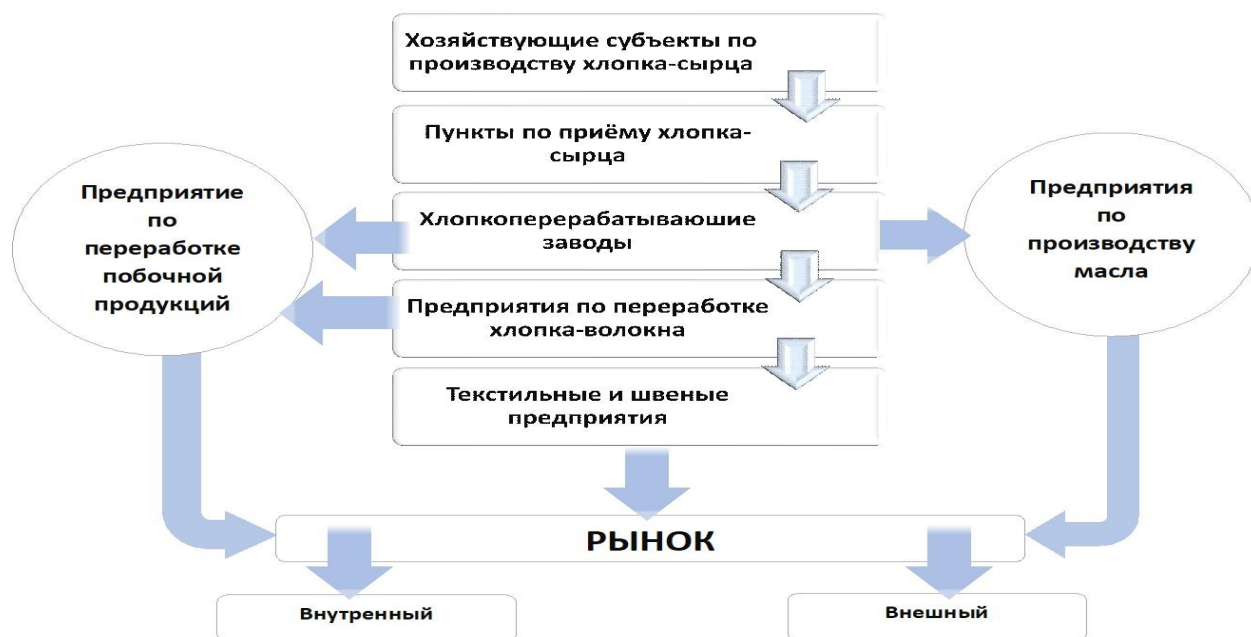 Хозяйствующие субъекты по
производству хлопка-сырца
Пункты по приёму хлопка-
сырца
Предприятие
по
переработке
побочной
продукций
Хлопкоперерабатываюшие
заводы
Предприятия
по
производству
масла
Предприятия по переработке
хлопка-волокна
Текстильные и швеные
предприятия
РЫНОК
Внутренный
Внешный